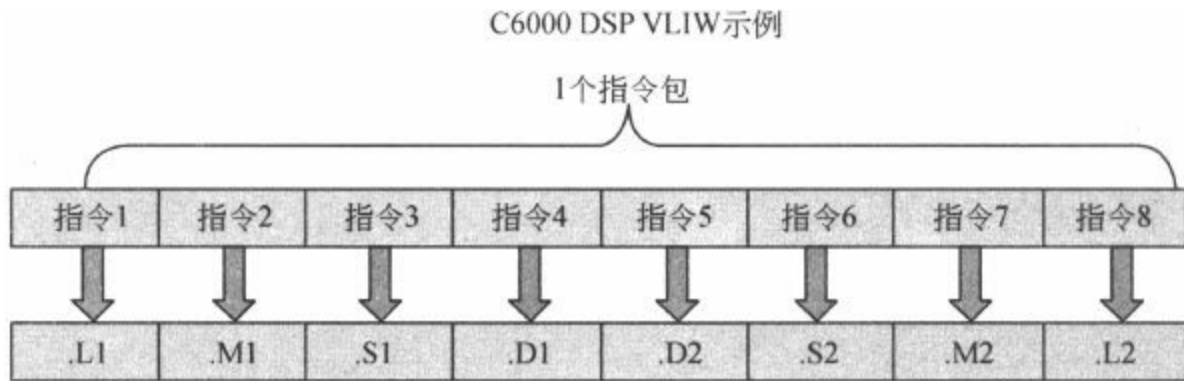 C6000 DSP VLIW示例
1个指令包
指令1 指令2 指令3 指令4 指令5 指令6 指令7 指令8
.L1 .M1 .S1 .D1 .D2 .S2 .M2 .L2